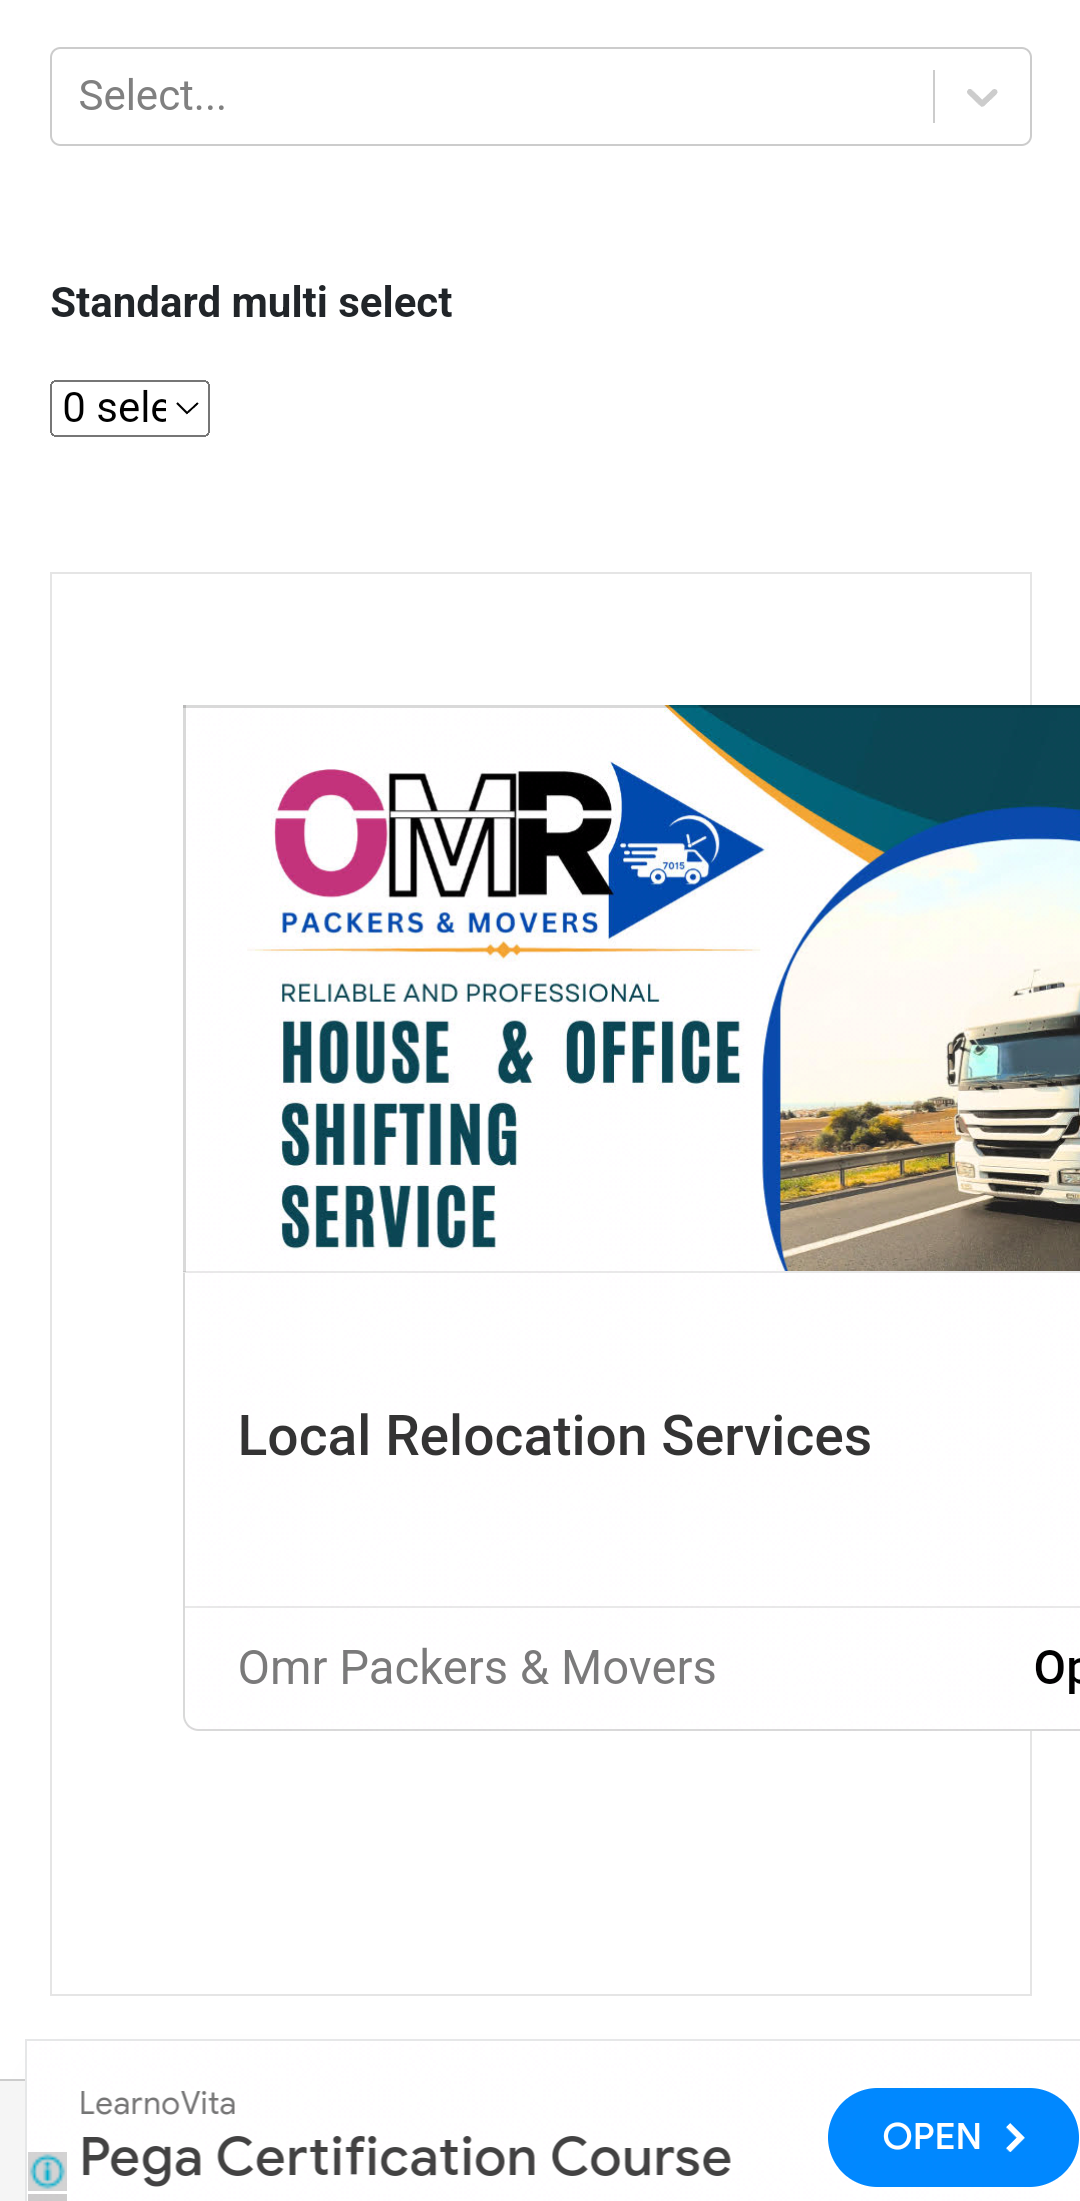 Select...
Standard multi select
0 sele
OMR
7015
PACKERS & MOVERS
RELIABLE AND PROFESSIONAL
HOUSE & OFFICE
SHIFTING
SERVICE
Local Relocation Services
Omr Packers & Movers
Op
LearnoVita
Pega Certification Course
OPEN